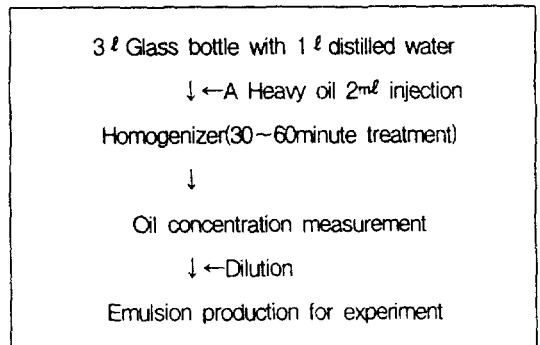 3 ℓ Glass bottle with 1 ℓ distilled water
↓ ←A Heavy oil 2mℓ injection
Homogenizer(30~60minute treatment)
↓
Oil concentration measurement
↓ ←Dilution
Emulsion production for experiment